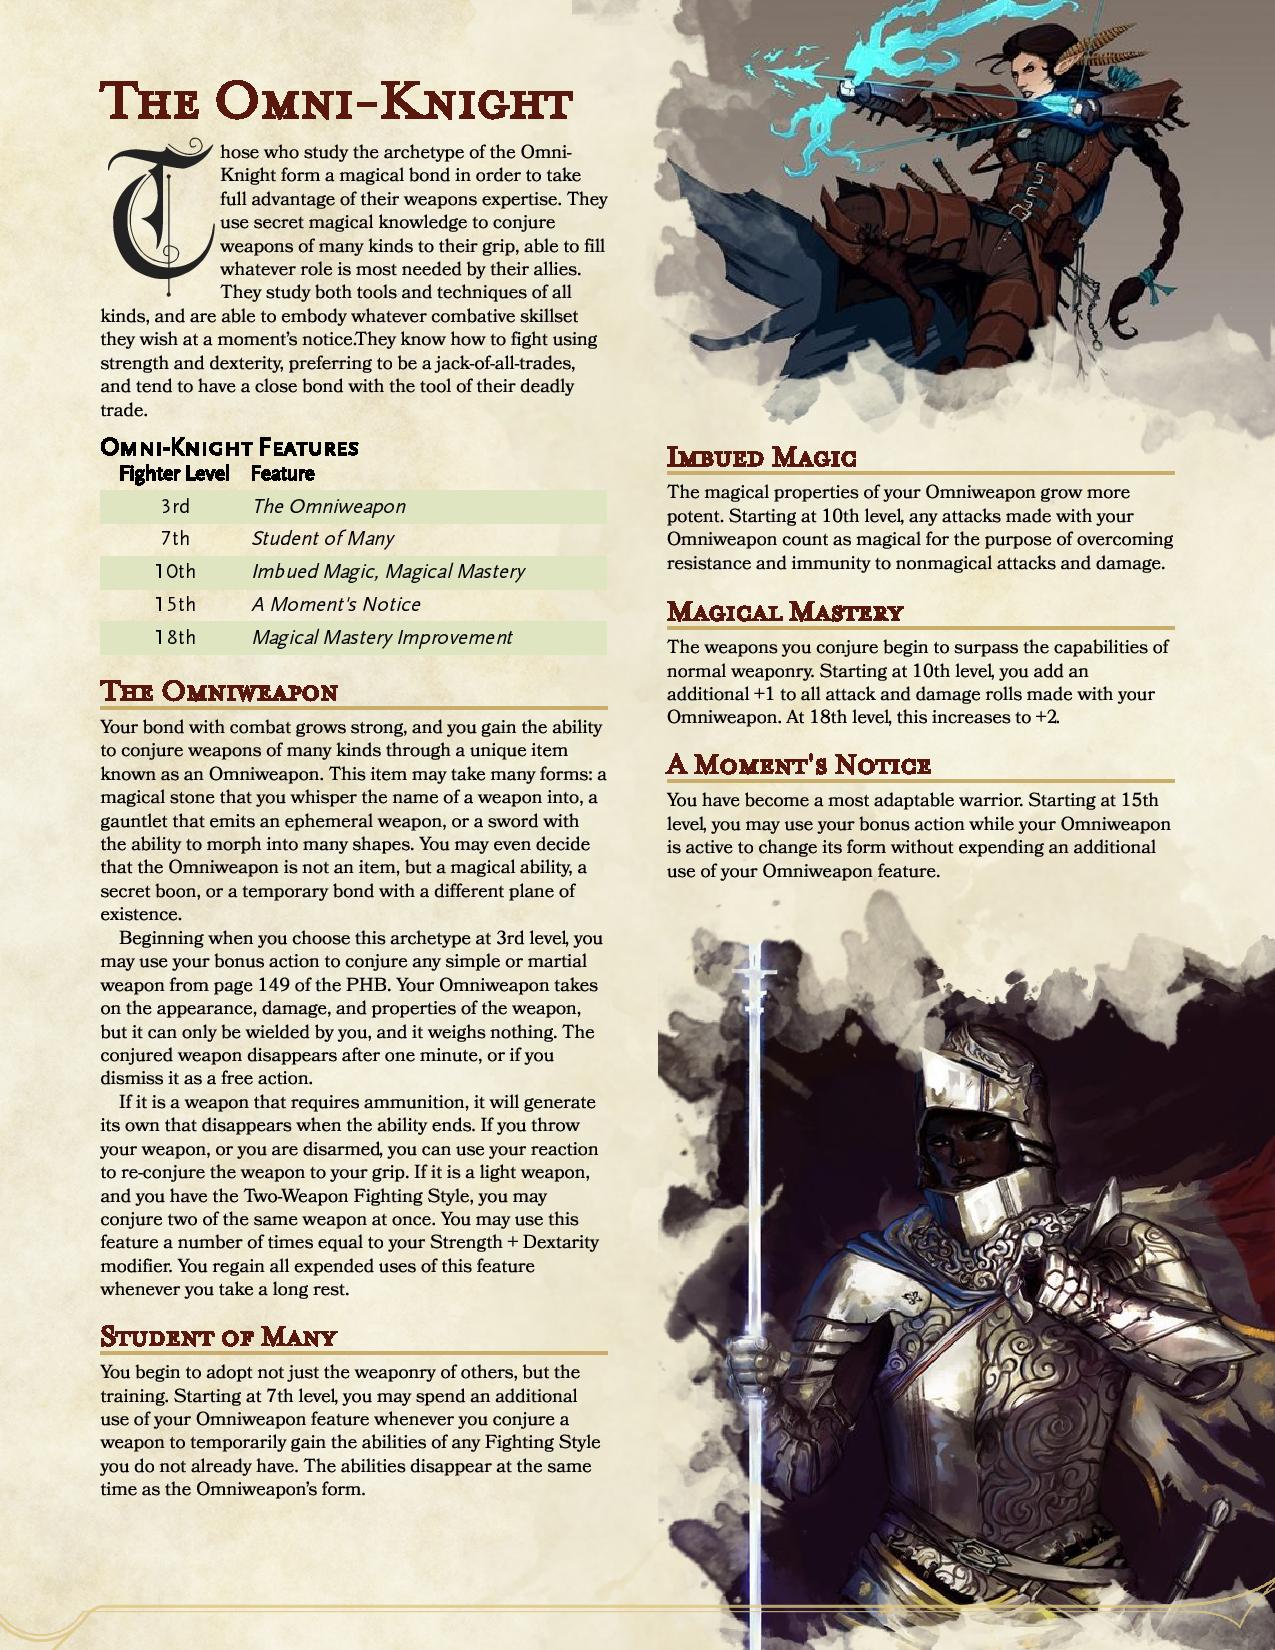 The Omni-Knight
Those who study the archetype of the Omni-
Knight form a magical bond in order to take
full advantage of their weapons expertise. They
use secret magical knowledge to conjure
weapons of many kinds to their grip, able to fill
whatever role is most needed by their allies.
They study both tools and techniques of all
kinds, and are able to embody whatever combative skillset
they wish at a moment's notice.They know how to fight using
strength and dexterity, preferring to be a jack-of-all-trades,
and tend to have a close bond with the tool of their deadly
trade.
Omni-Knight Features
Fighter Level Feature
3rd The Omniweapon
7th Student of Many
10th Imbued Magic, Magical Mastery
15th A Moment's Notice
18th Magical Mastery Improvement
The Omniweapon
Your bond with combat grows strong, and you gain the ability
to conjure weapons of many kinds through a unique item
known as an Omniweapon. This item may take many forms: a
magical stone that you whisper the name of a weapon into, a
gauntlet that emits an ephemeral weapon, or a sword with
the ability to morph into many shapes. You may even decide
that the Omniweapon is not an item, but a magical ability, a
secret boon, or a temporary bond with a different plane of
existence.
Beginning when you choose this archetype at 3rd level, you
may use your bonus action to conjure any simple or martial
weapon from page 149 of the PHB. Your Omniweapon takes
on the appearance, damage, and properties of the weapon,
but it can only be wielded by you, and it weighs nothing. The
conjured weapon disappears after one minute, or if you
dismiss it as a free action.
If it is a weapon that requires ammunition, it will generate
its own that disappears when the ability ends. If you throw
your weapon, or you are disarmed, you can use your reaction
to re-conjure the weapon to your grip. If it is a light weapon,
and you have the Two-Weapon Fighting Style, you may
conjure two of the same weapon at once. You may use this
feature a number of times equal to your Strength + Dextarity
modifier. You regain all expended uses of this feature
whenever you take a long rest.
Student of Many
You begin to adopt not just the weaponry of others, but the
training. Starting at 7th level, you may spend an additional
use of your Omniweapon feature whenever you conjure a
weapon to temporarily gain the abilities of any Fighting Style
you do not already have. The abilities disappear at the same
time as the Omniweapon's form.
Imbued Magic
The magical properties of your Omniweapon grow more
potent. Starting at 10th level, any attacks made with your
Omniweapon count as magical for the purpose of overcoming
resistance and immunity to nonmagical attacks and damage.
Magical Mastery
The weapons you conjure begin to surpass the capabilities of
normal weaponry. Starting at 10th level, you add an
additional +1 to all attack and damage rolls made with your
Omniweapon. At 18th level, this increases to +2.
A Moment's Notice
You have become a most adaptable warrior. Starting at 15th
level, you may use your bonus action while your Omniweapon
is active to change its form without expending an additional
use of your Omniweapon feature.